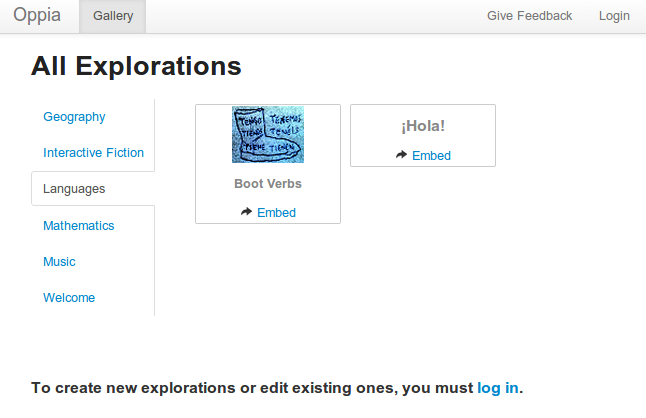 Oppia Gallery Give Feedback Login
All Explorations
Geography
Interactive Fiction
Languages
Mathematics
Music
Welcome
TENGO TENEMOS
TIENES TENÉIS
TIENE TIENEN
Boot Verbs
Embed
¡Hola!
Embed
To create new explorations or edit existing ones, you must log in.